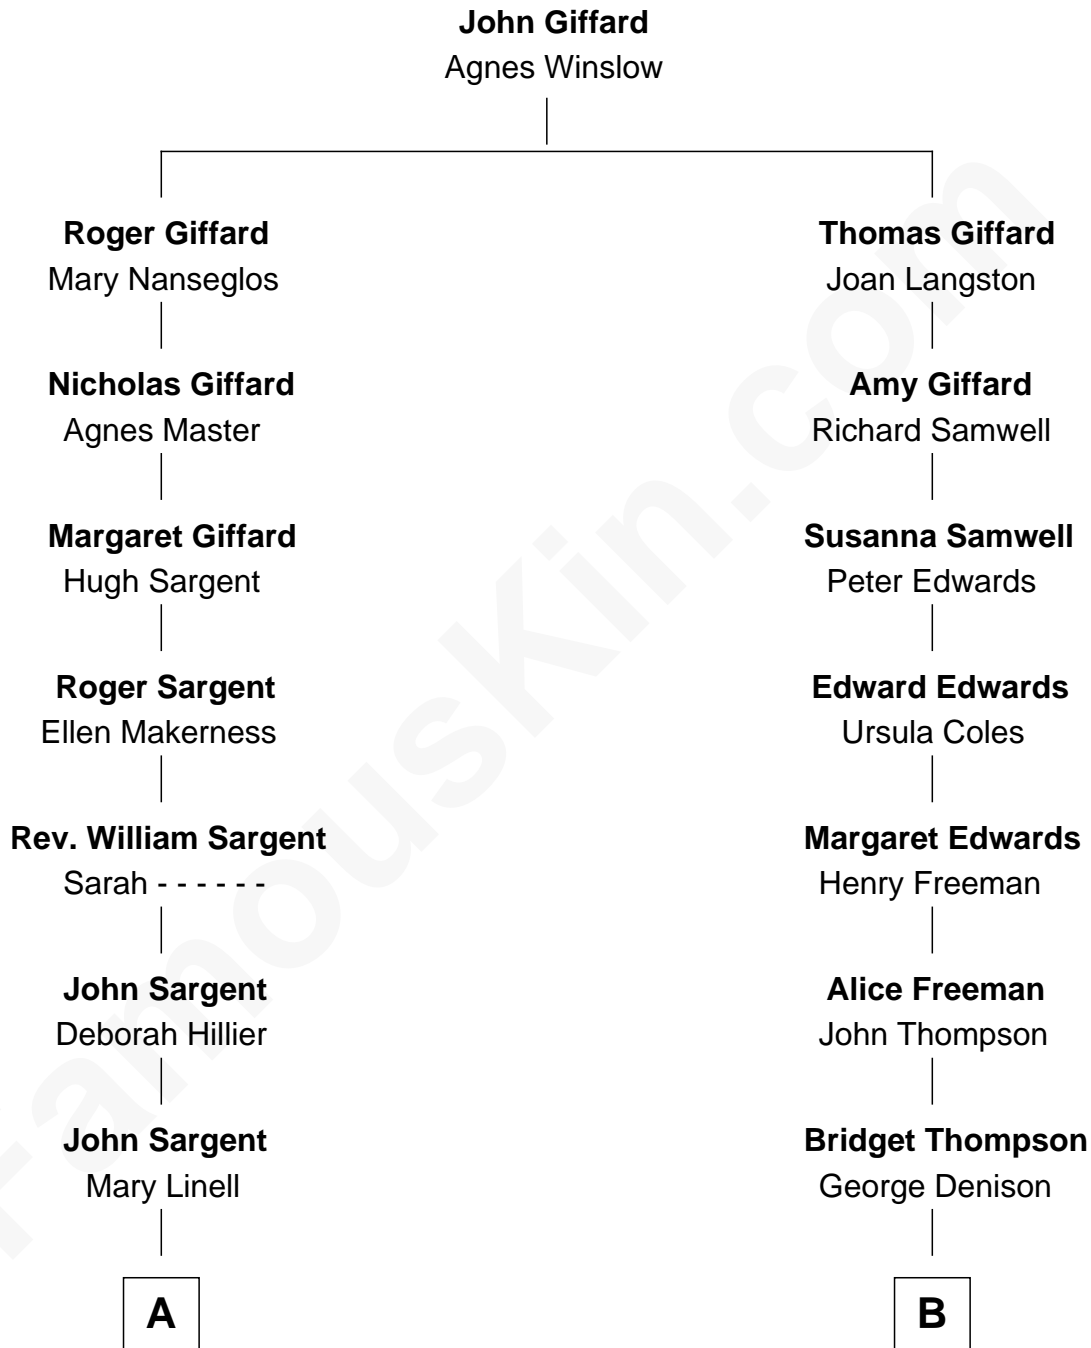 John Giffard
Agnes Winslow
Roger Giffard
Mary Nanseglos
Nicholas Giffard
Agnes Master
Margaret Giffard
Hugh Sargent
Roger Sargent
Ellen Makerness
Rev. William Sargent
Sarah - - - - - -
John Sargent
Deborah Hillier
John Sargent
Mary Linell
A
Thomas Giffard
Joan Langston
Amy Giffard
Richard Samwell
Susanna Samwell
Peter Edwards
Edward Edwards
Ursula Coles
Margaret Edwards
Henry Freeman
Alice Freeman
John Thompson
Bridget Thompson
George Denison
B
FamousKin.com